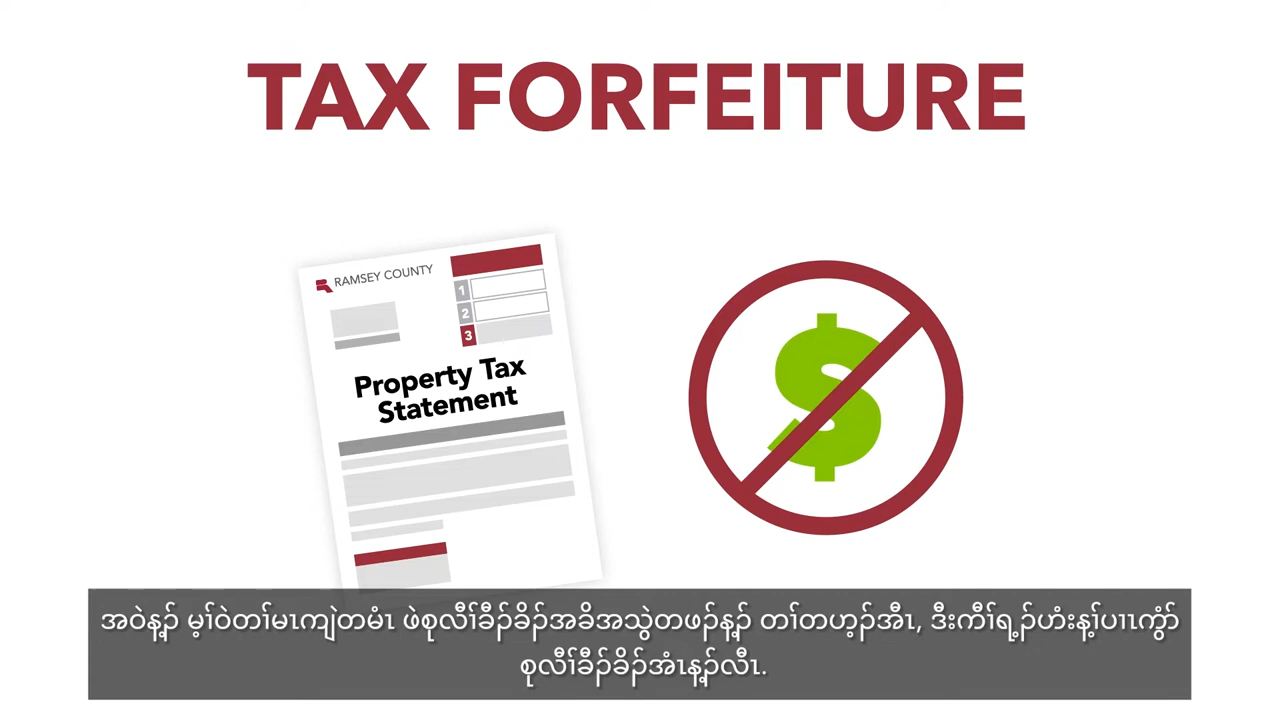 TAX FORFEITURE
RAMSEY COUNTY
1
2
3
Property Tax
Statement
အဝဲန့ၣ် မ့ၢ်ဝဲတၢ်မၤကျဲတမံၤ ဖဲစုလီၢ်ခီၣ်ခိၣ်အခိအသွဲတဖၣ်န့ၣ် တၢ်တဟ့ၣ်အီၤ, ဒီးကီၢ်ရ့ၣ်ဟံးန့ၢ်ပၢၤကွံာ်
စုလီၢ်ခီၣ်ခိၣ်အံၤန့ၣ်လီၤ.